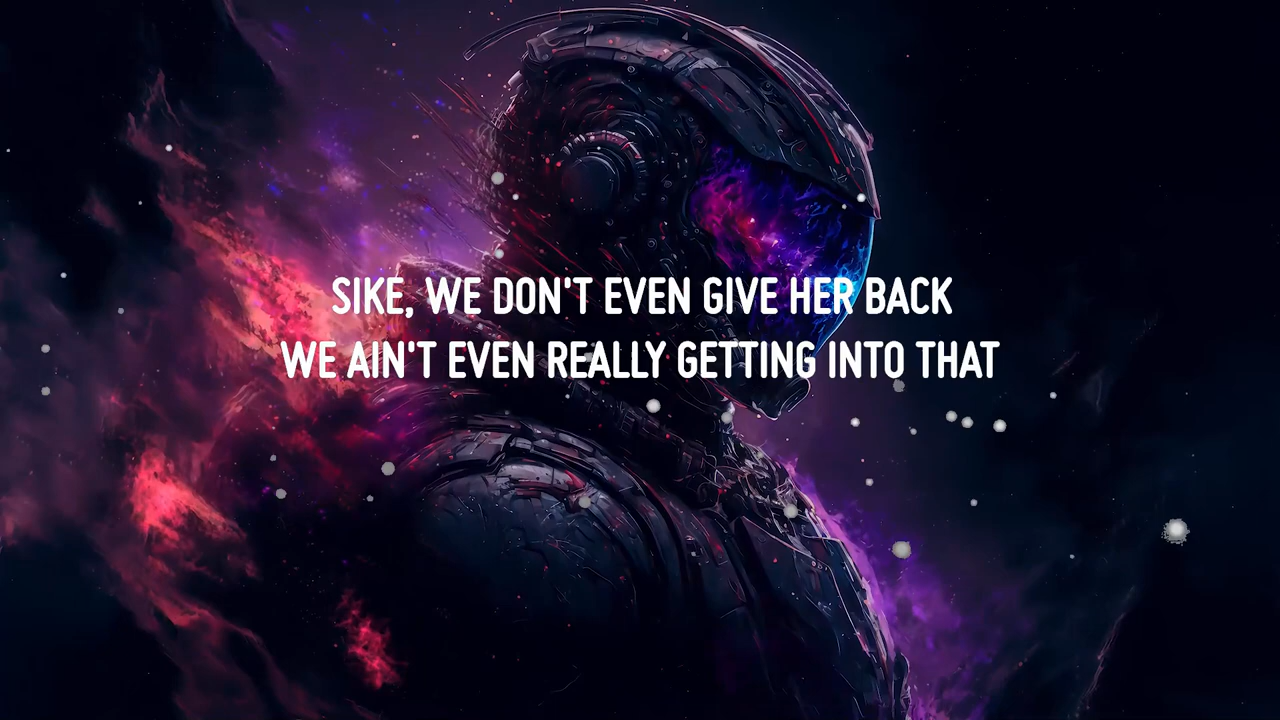 SIKE, WE DON'T EVEN GIVE HER BACK
WE AIN'T EVEN REALLY GETTING INTO THAT